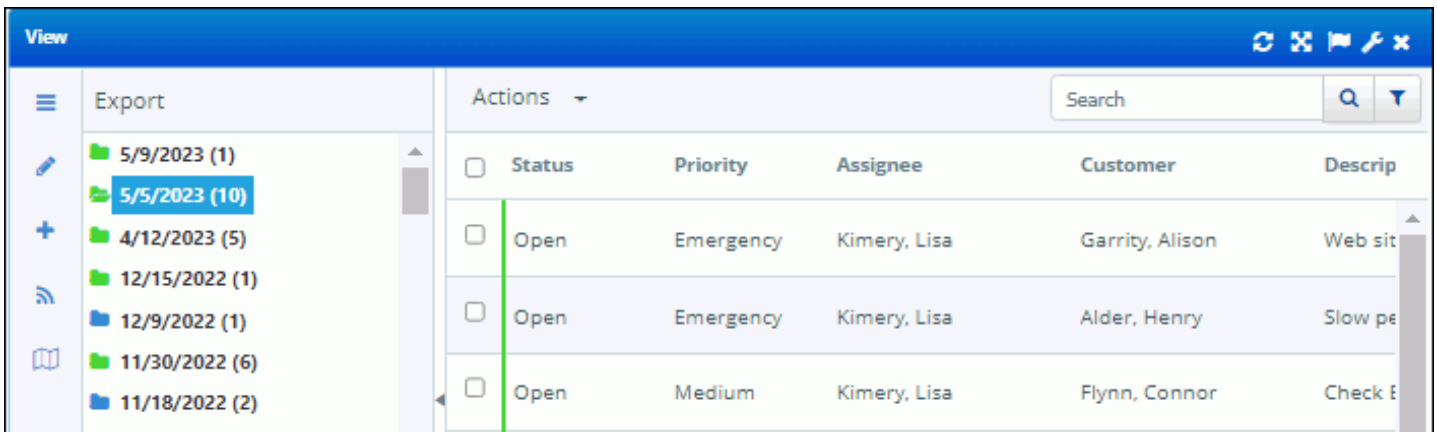 View
Export
Actions
Search
5/9/2023 (1)
5/5/2023 (10)
4/12/2023 (5)
12/15/2022 (1)
12/9/2022 (1)
11/30/2022 (6)
11/18/2022 (2)
Status Priority Assignee Customer Descrip
Open Emergency Kimery, Lisa Garrity, Alison Web sit
Open Emergency Kimery, Lisa Alder, Henry Slow pe
Open Medium Kimery, Lisa Flynn, Connor Check